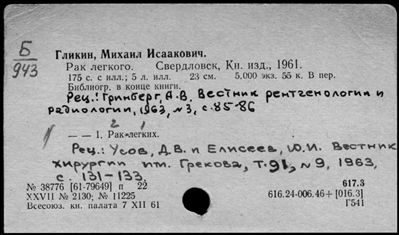 Б
943
Гликин, Михаил Исаакович.
Рак легкого. Свердловск, Кн. изд., 1961.
175 с. с илл.; 5 л. илл. 23 см. 5.000 экз. 55 к. В пер.
Библиогр. в конце книги.
Рец.: Гринберг, А.В. Вестник рентгенологии и
радиологии, 1963, №3, с.85-86
2 1
— — 1. Рак легких.
Рец.: Усов, Д.В. и Елисеев, Ю.И. Вестник
хирургии им. Грекова, т.91, №9, 1963,
с. 131-133.
№ 38776 [61-79649] п 22
617.3
XXVII № 2130; № 11225
616.24-006.46+[016.3]
Всесоюз. кн. палата 7 XII 61
Г541